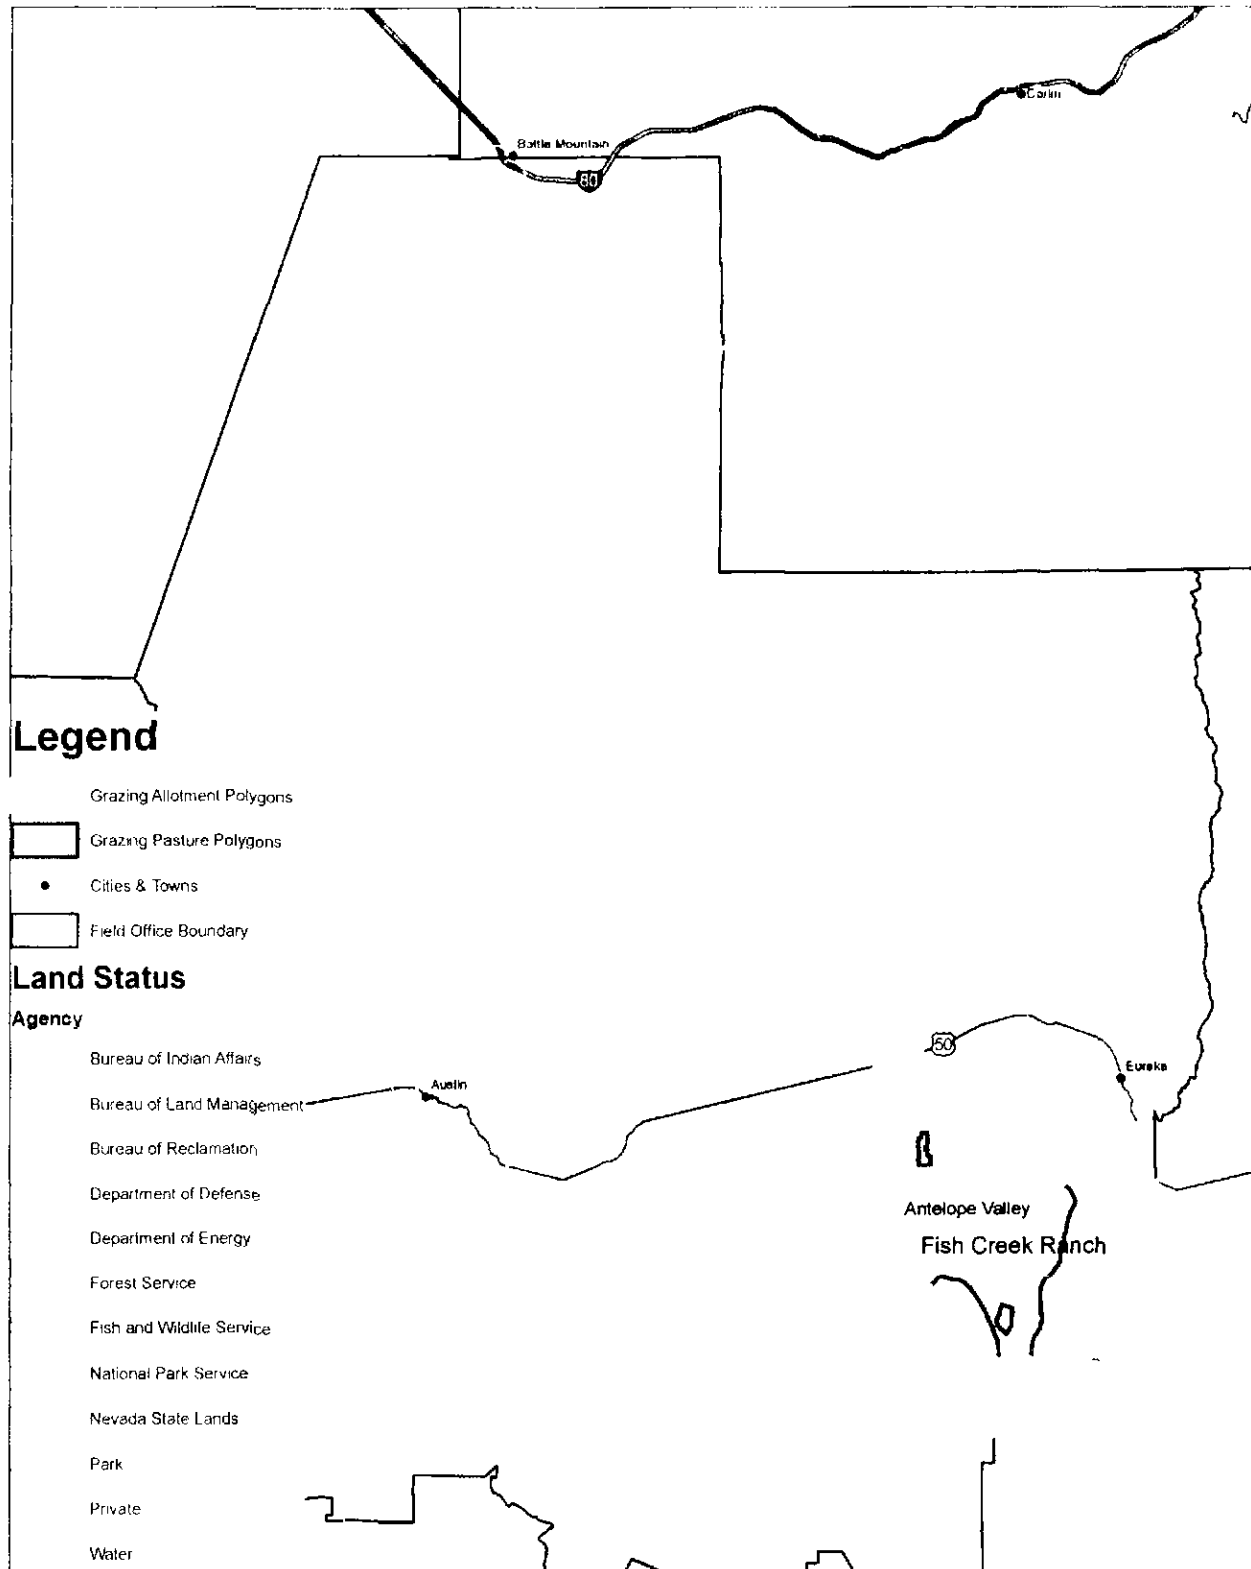 Carlin
Battle Mountain
80
Legend
Grazing Allotment Polygons
Grazing Pasture Polygons
Cities & Towns
Field Office Boundary
Land Status
Agency
Bureau of Indian Affairs
50
Eureka
Austin
Bureau of Land Management
Bureau of Reclamation
Department of Defense
Antelope Valley
Fish Creek Ranch
Department of Energy
Forest Service
Fish and Wildlife Service
National Park Service
Nevada State Lands
Park
Private
Water